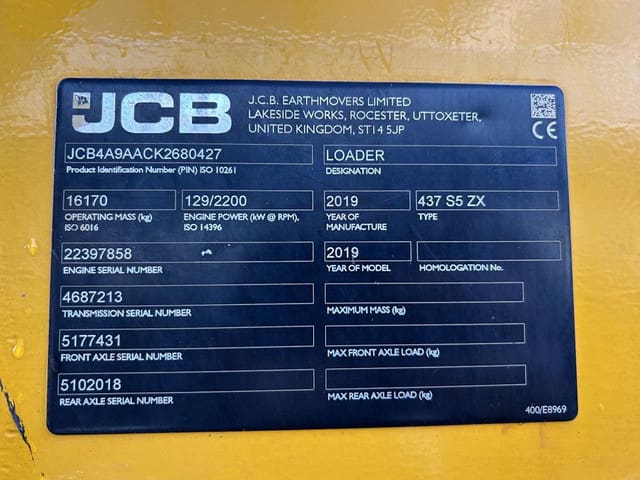 JCB
J.C.B. EARTHMOVERS LIMITED
LAKESIDE WORKS, ROCESTER, UTTOXETER,
UNITED KINGDOM, ST14 5JP
CE
JCB4A9AACK2680427
Product Identification Number (PIN) ISO 10261
LOADER
DESIGNATION
16170
OPERATING MASS (kg)
ISO 6016
129/2200
ENGINE POWER (kW @ RPM),
ISO 14396
2019
YEAR OF
MANUFACTURE
437 S5 ZX
TYPE
22397858
ENGINE SERIAL NUMBER
2019
YEAR OF MODEL
HOMOLOGATION No.
4687213
TRANSMISSION SERIAL NUMBER
MAXIMUM MASS (kg)
5177431
FRONT AXLE SERIAL NUMBER
MAX FRONT AXLE LOAD (kg)
5102018
REAR AXLE SERIAL NUMBER
MAX REAR AXLE LOAD (kg)
400/E8969